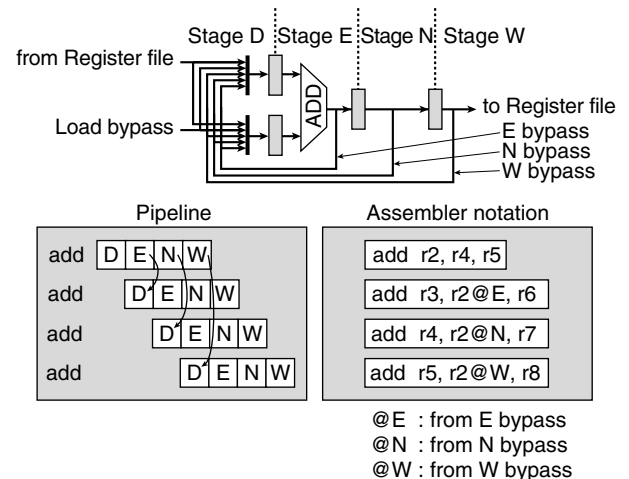 Stage D Stage E Stage N Stage W
from Register file
ADD
to Register file
Load bypass
E bypass
N bypass
W bypass
Pipeline
add D E N W
add D E N W
add D E N W
add D E N W
Assembler notation
add r2, r4, r5
add r3, r2@E, r6
add r4, r2@N, r7
add r5, r2@W, r8
@E : from E bypass
@N : from N bypass
@W : from W bypass